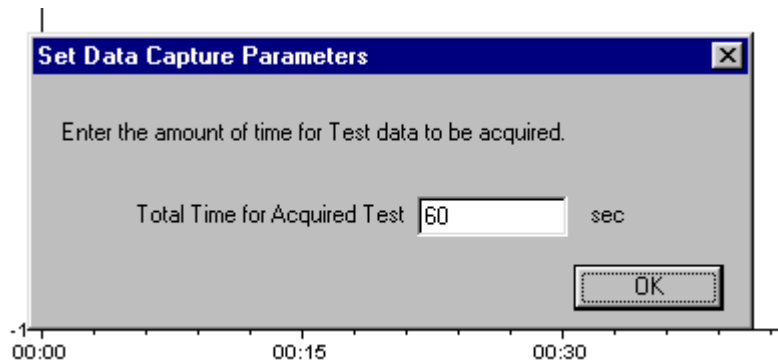 Set Data Capture Parameters
Enter the amount of time for Test data to be acquired.
Total Time for Acquired Test 60 sec
OK
-1
00:00 00:15 00:30